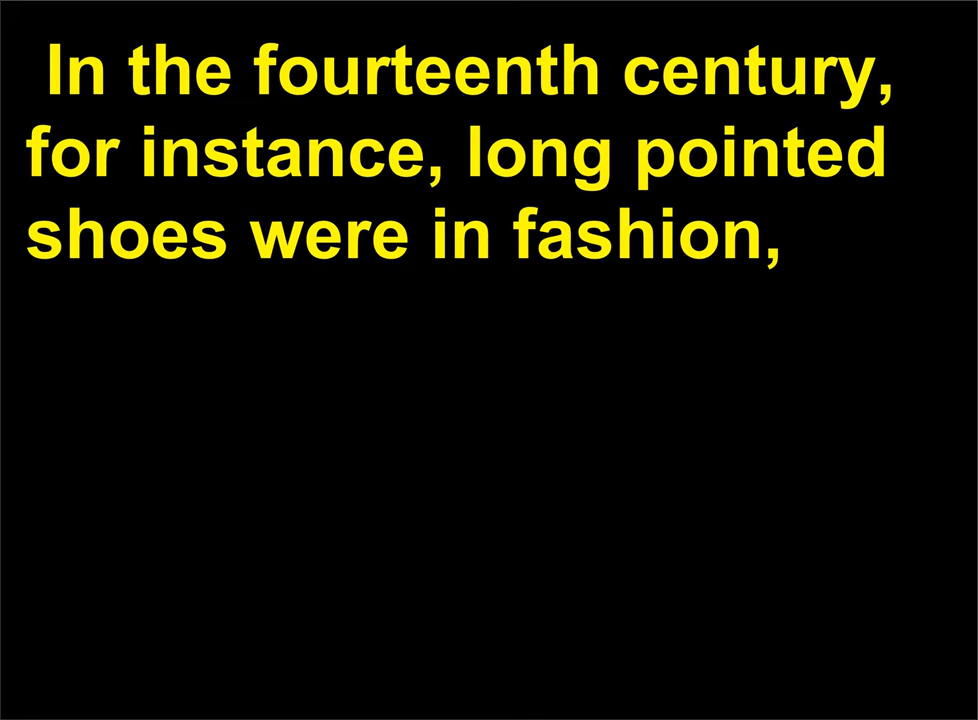 In the fourteenth century,
for instance, long pointed
shoes were in fashion,